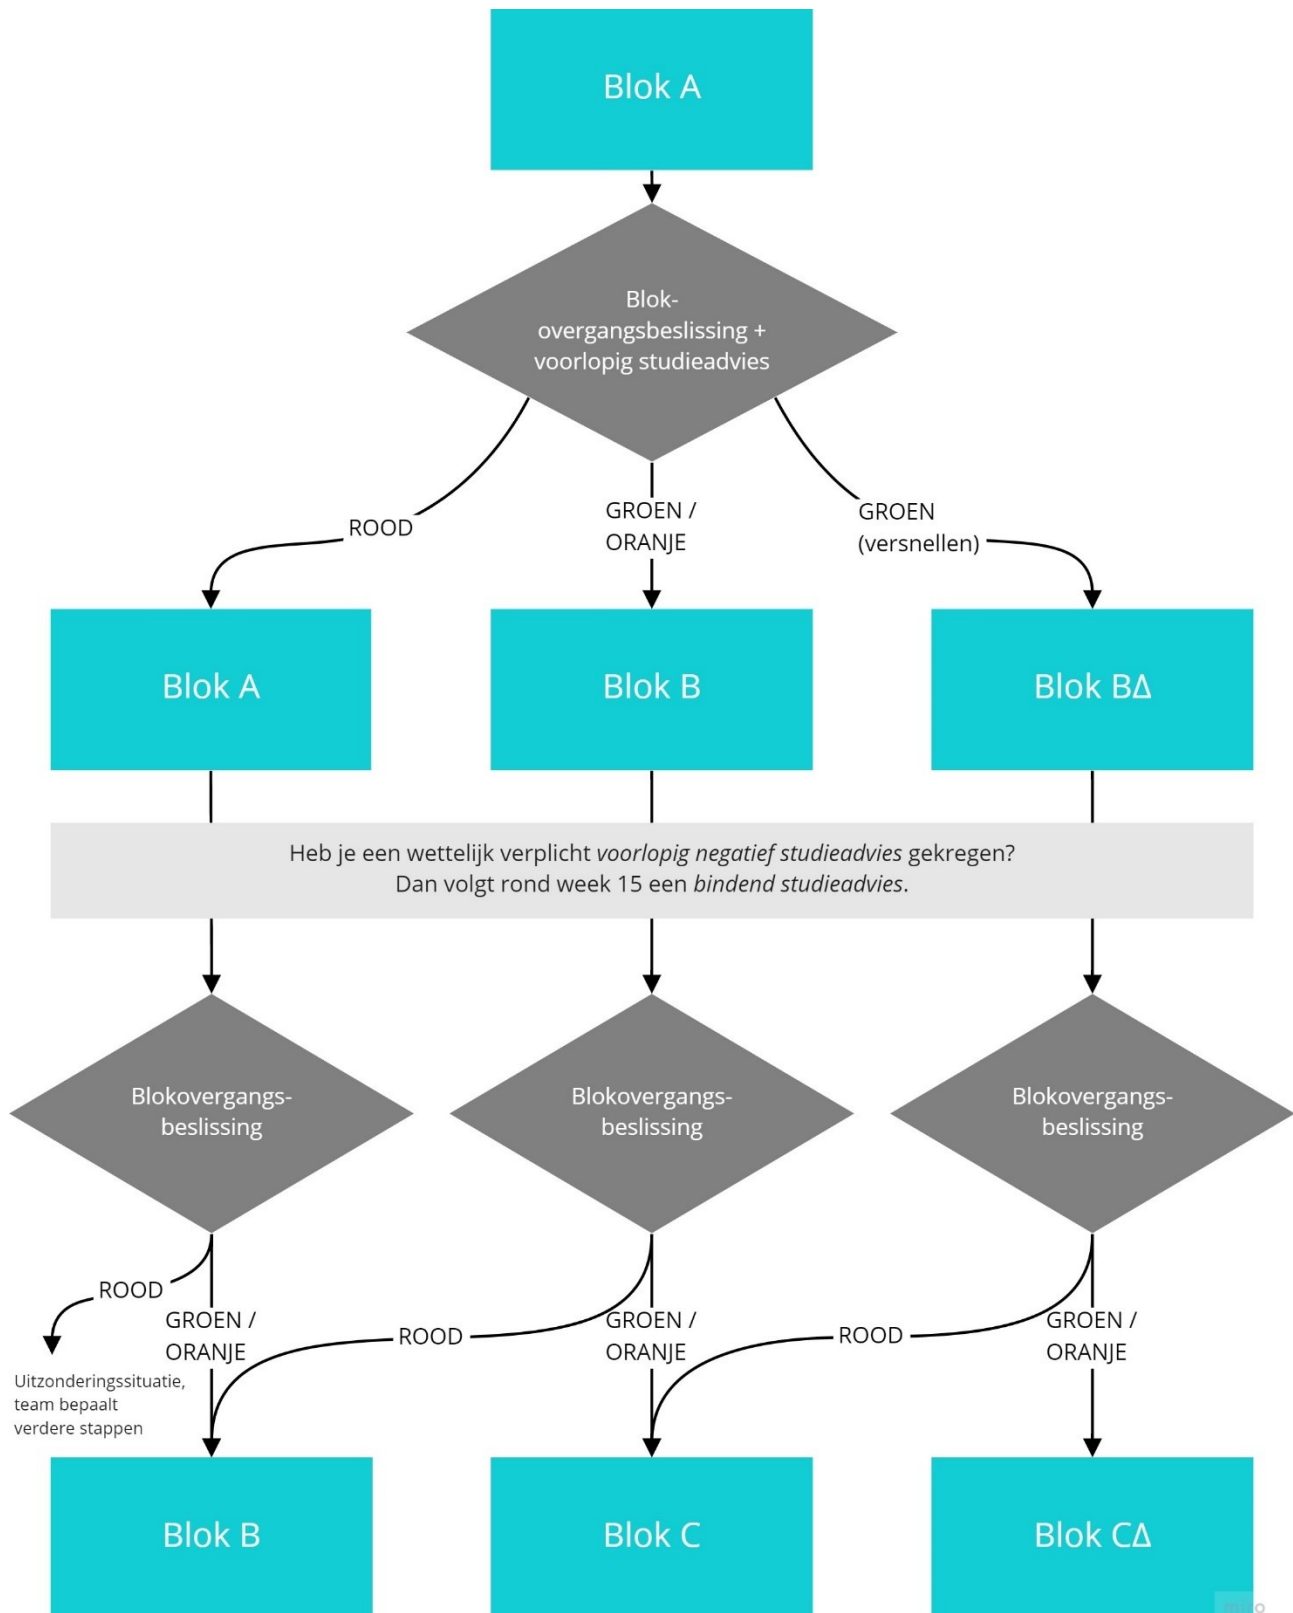 Blok A
Blok-
overgangsbeslissing +
voorlopig studieadvies
ROOD
GROEN /
ORANJE
GROEN
(versnellen)
Blok A
Blok B
Blok BΔ
Heb je een wettelijk verplicht voorlopig negatief studieadvies gekregen?
Dan volgt rond week 15 een bindend studieadvies.
Blokovergangs-
beslissing
Blokovergangs-
beslissing
Blokovergangs-
beslissing
ROOD
GROEN /
ORANJE
ROOD
GROEN /
ORANJE
ROOD
GROEN /
ORANJE
Uitzonderingssituatie,
team bepaalt
verdere stappen
Blok B
Blok C
Blok CΔ
miro